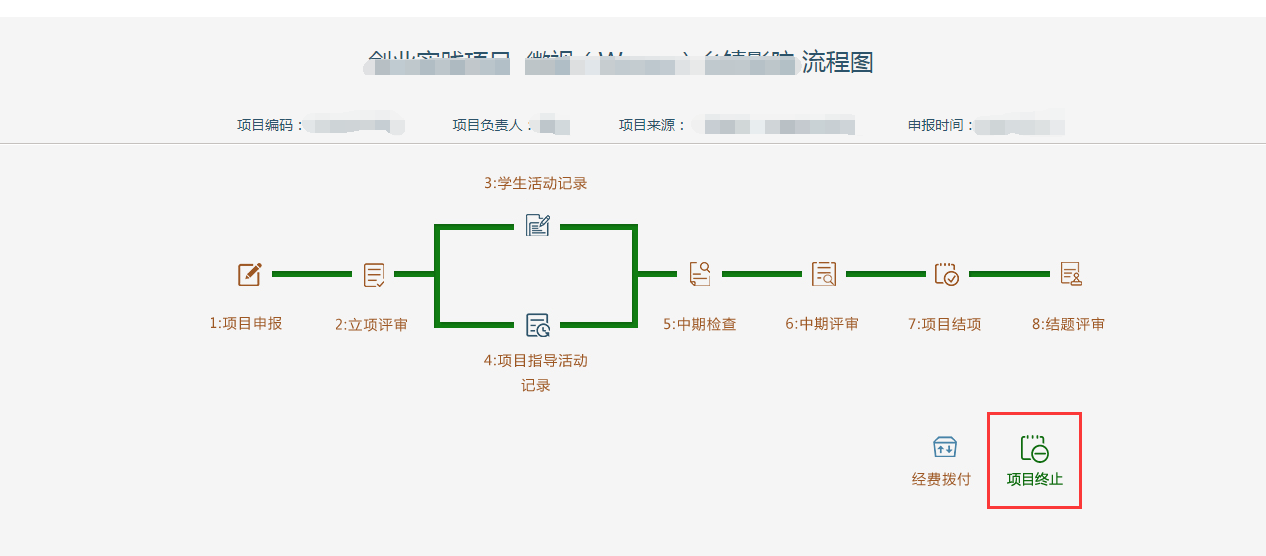 流程图
项目编码：
项目负责人：
项目来源：
申报时间：
3:学生活动记录
1:项目申报
2:立项评审
5:中期检查
6:中期评审
7:项目结项
8:结题评审
4:项目指导活动
记录
经费拨付
项目终止